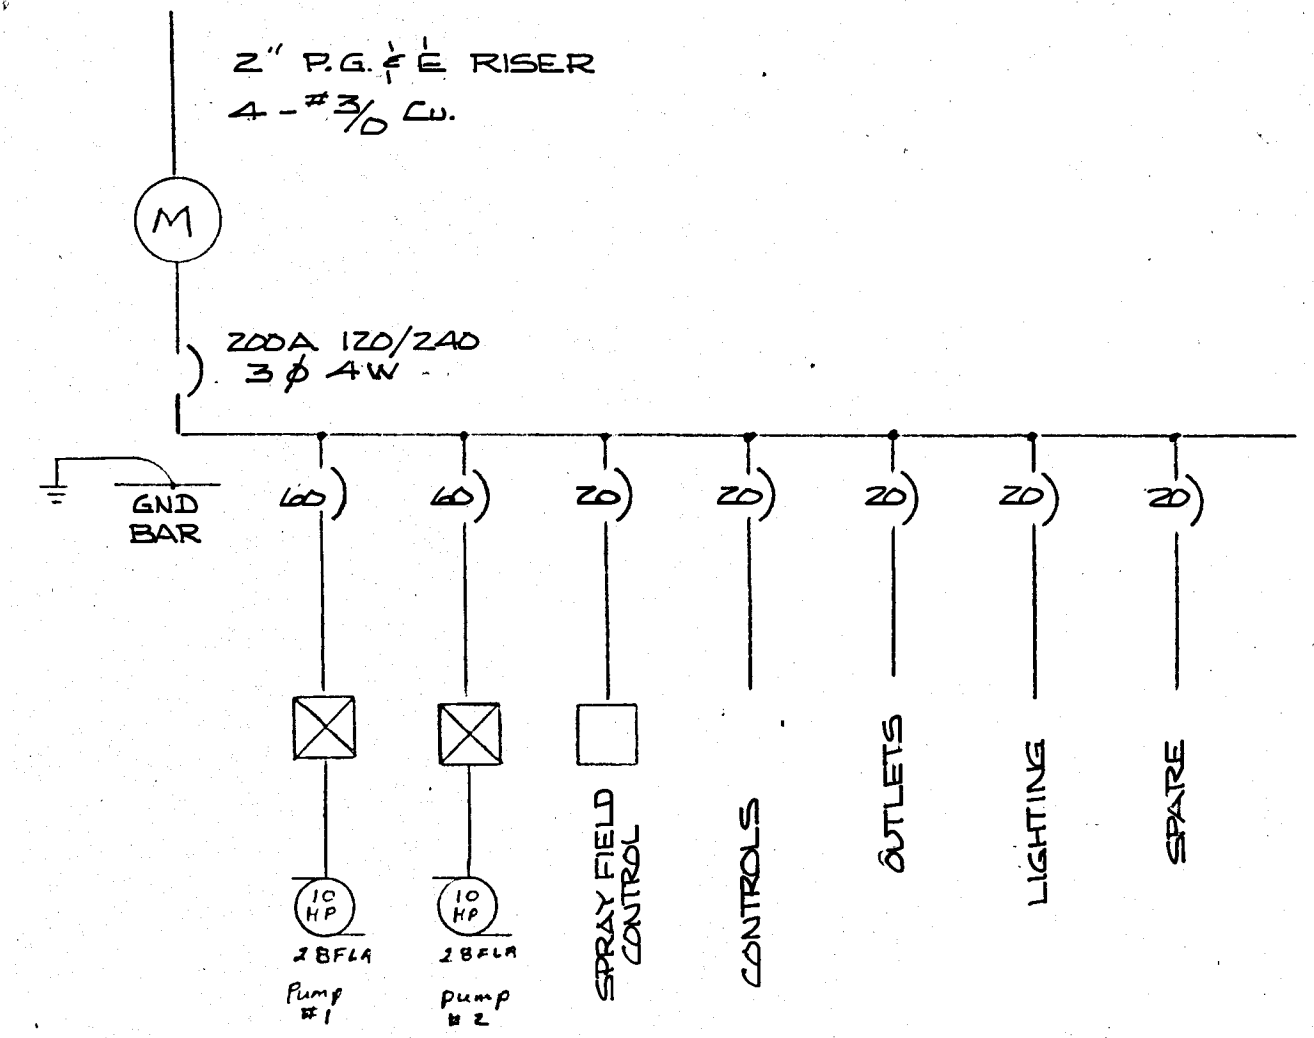 2" P.G. & E RISER
4 - #3/0 Cu.
M
200A 120/240
3 ϕ 4W
GND
BAR
60
60
20
20
20
20
20
10
HP
28FLA
Pump
#1
10
HP
28FLA
Pump
#2
SPRAY FIELD
CONTROL
CONTROLS
OUTLETS
LIGHTING
SPARE